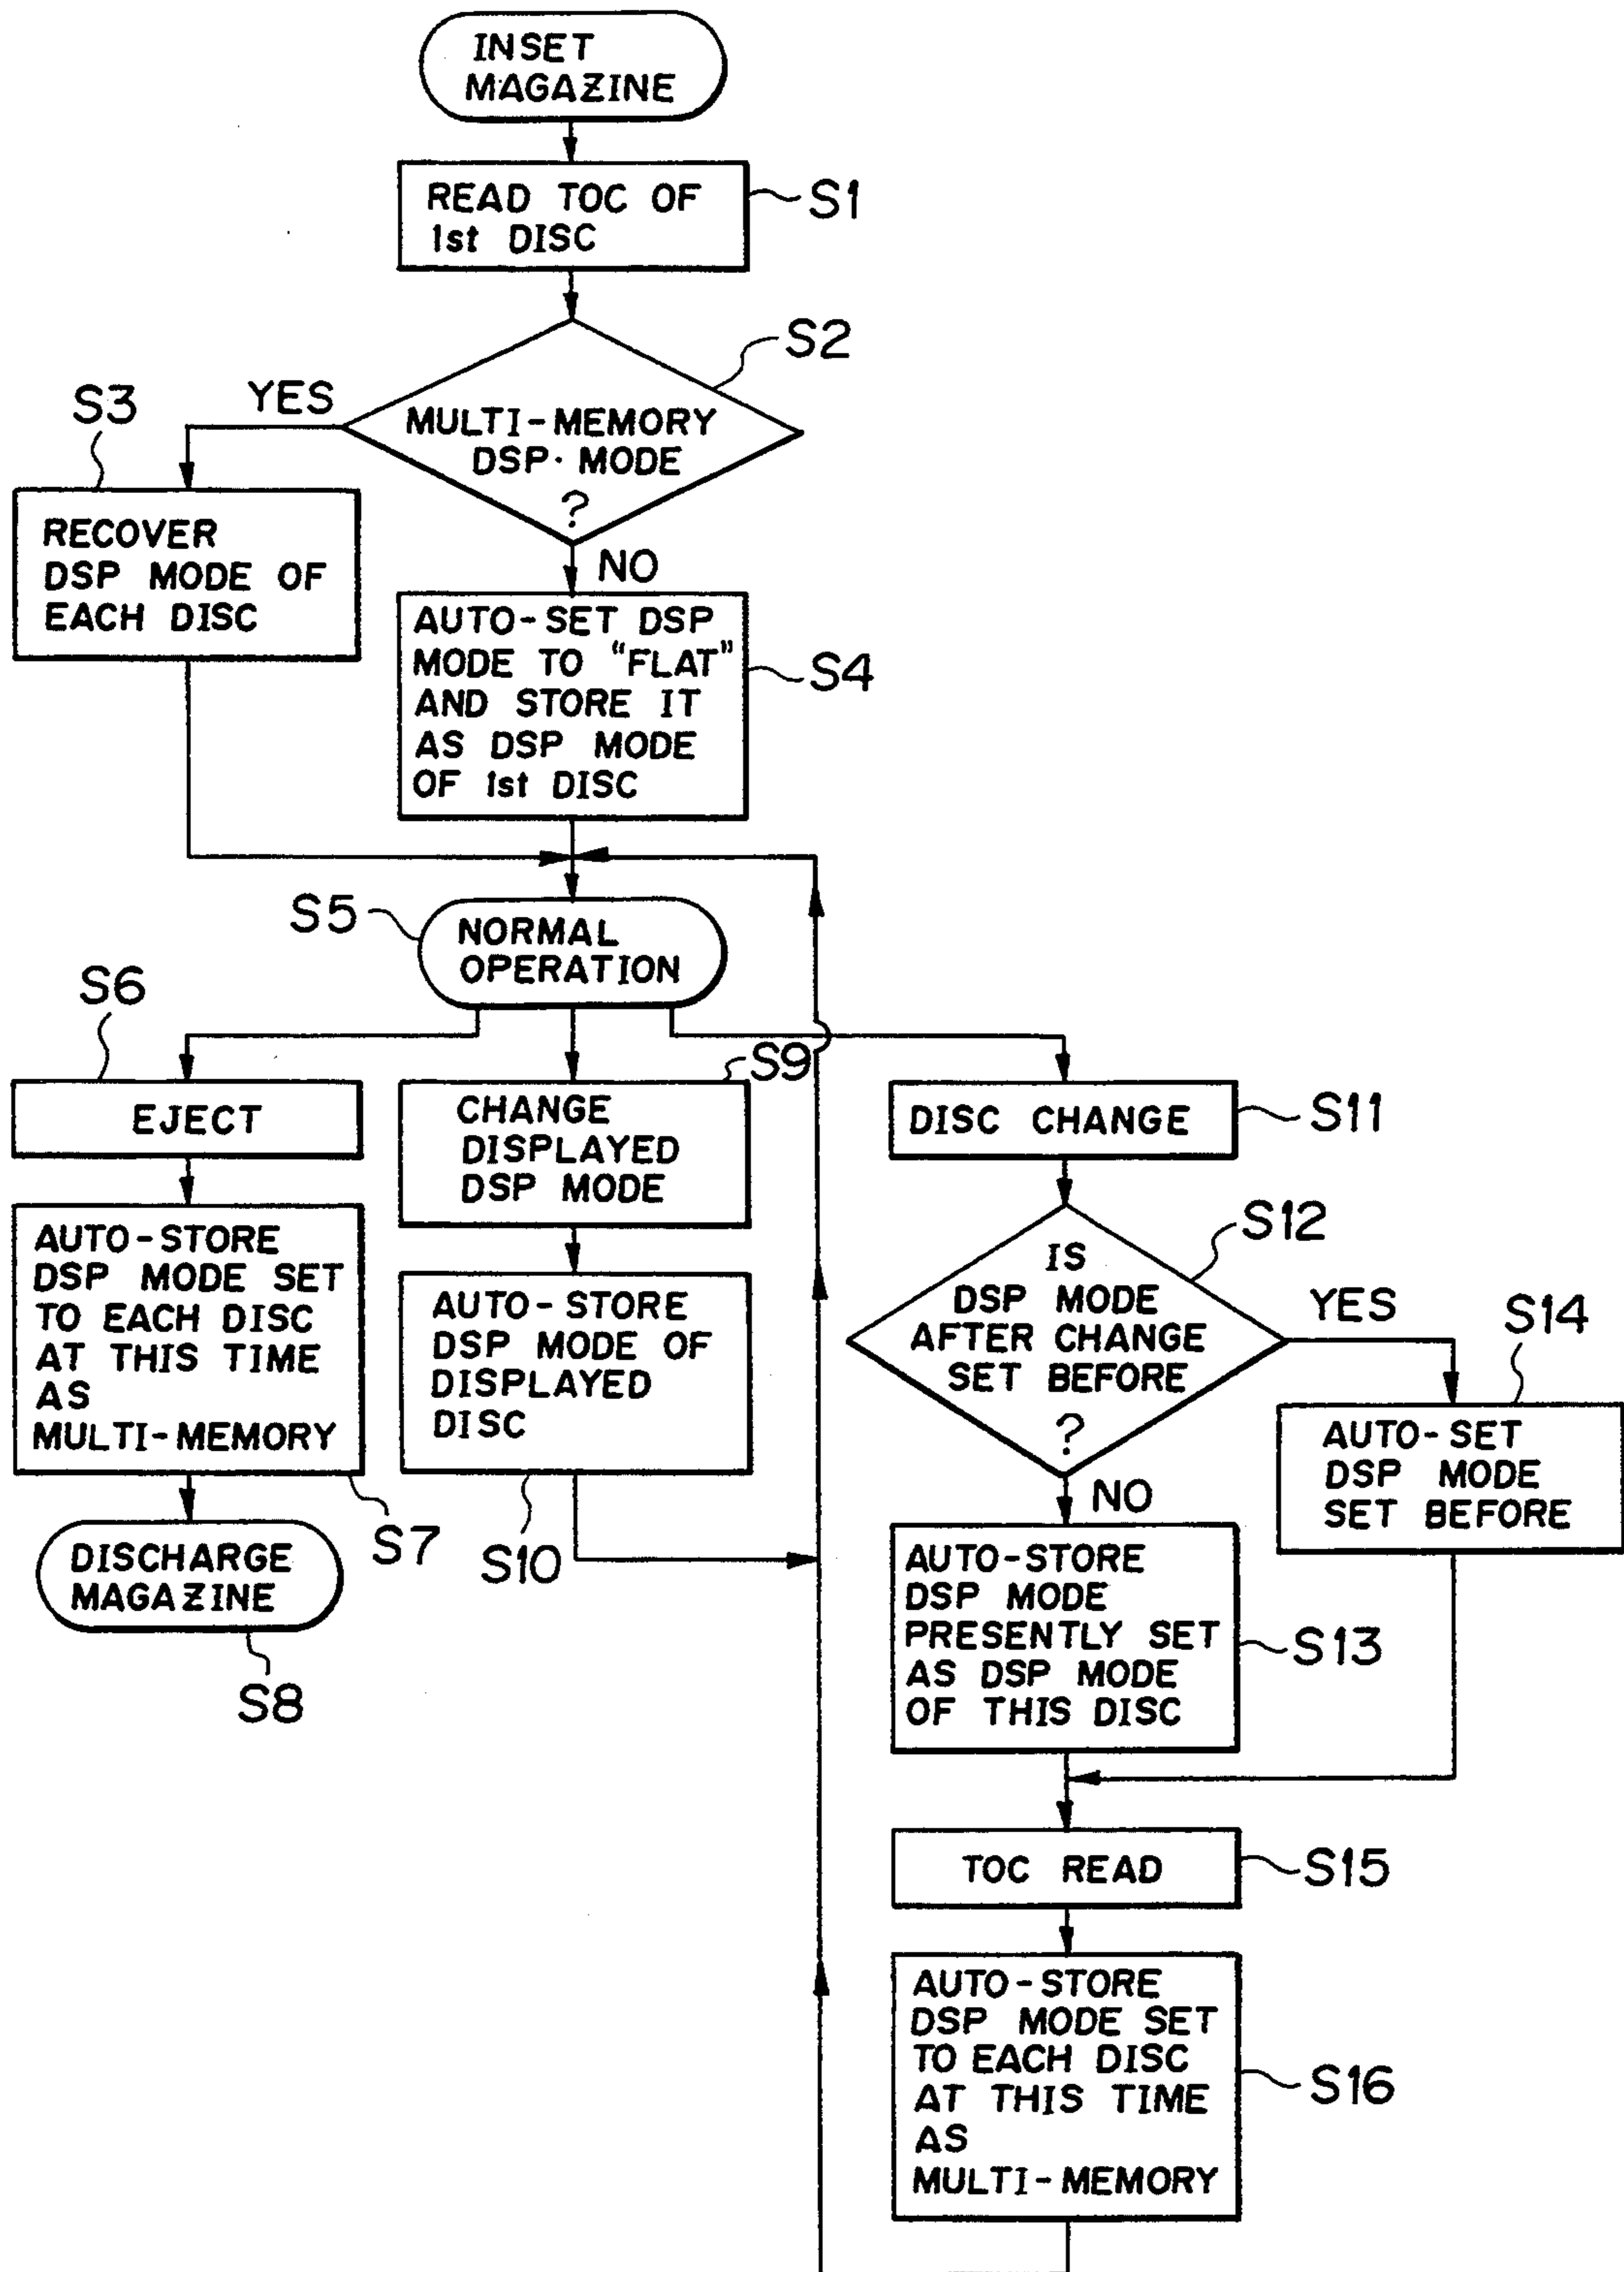 INSET
MAGAZINE
READ TOC OF
1st DISC
S1
S2
MULTI-MEMORY
DSP· MODE
?
YES
S3
RECOVER
DSP MODE OF
EACH DISC
NO
AUTO-SET DSP
MODE TO "FLAT"
AND STORE IT
AS DSP MODE
OF 1st DISC
S4
S5
NORMAL
OPERATION
S6
EJECT
AUTO-STORE
DSP MODE SET
TO EACH DISC
AT THIS TIME
AS
MULTI-MEMORY
S7
DISCHARGE
MAGAZINE
S8
S9
CHANGE
DISPLAYED
DSP MODE
AUTO-STORE
DSP MODE OF
DISPLAYED
DISC
S10
DISC CHANGE
S11
S12
IS
DSP MODE
AFTER CHANGE
SET BEFORE
?
YES
S14
AUTO-SET
DSP MODE
SET BEFORE
NO
AUTO-STORE
DSP MODE
PRESENTLY SET
AS DSP MODE
OF THIS DISC
S13
TOC READ
S15
AUTO-STORE
DSP MODE SET
TO EACH DISC
AT THIS TIME
AS
MULTI-MEMORY
S16